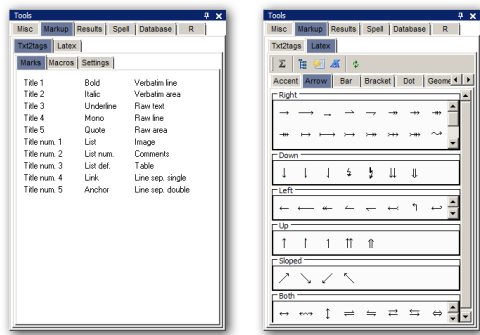 Tools
Misc Markup Results Spell Database R
Txt2tags Latex
Marks Macros Settings
Title 1 Bold Verbatim line
Title 2 Italic Verbatim area
Title 3 Underline Raw text
Title 4 Mono Raw line
Title 5 Quote Raw area
Title num. 1 List Image
Title num. 2 List num. Comments
Title num. 3 List def. Table
Title num. 4 Link Line sep. single
Title num. 5 Anchor Line sep. double
Tools
Misc Markup Results Spell Database R
Txt2tags Latex
Σ
Accent Arrow Bar Bracket Dot Geome
Right
Down
Left
Up
Sloped
Both